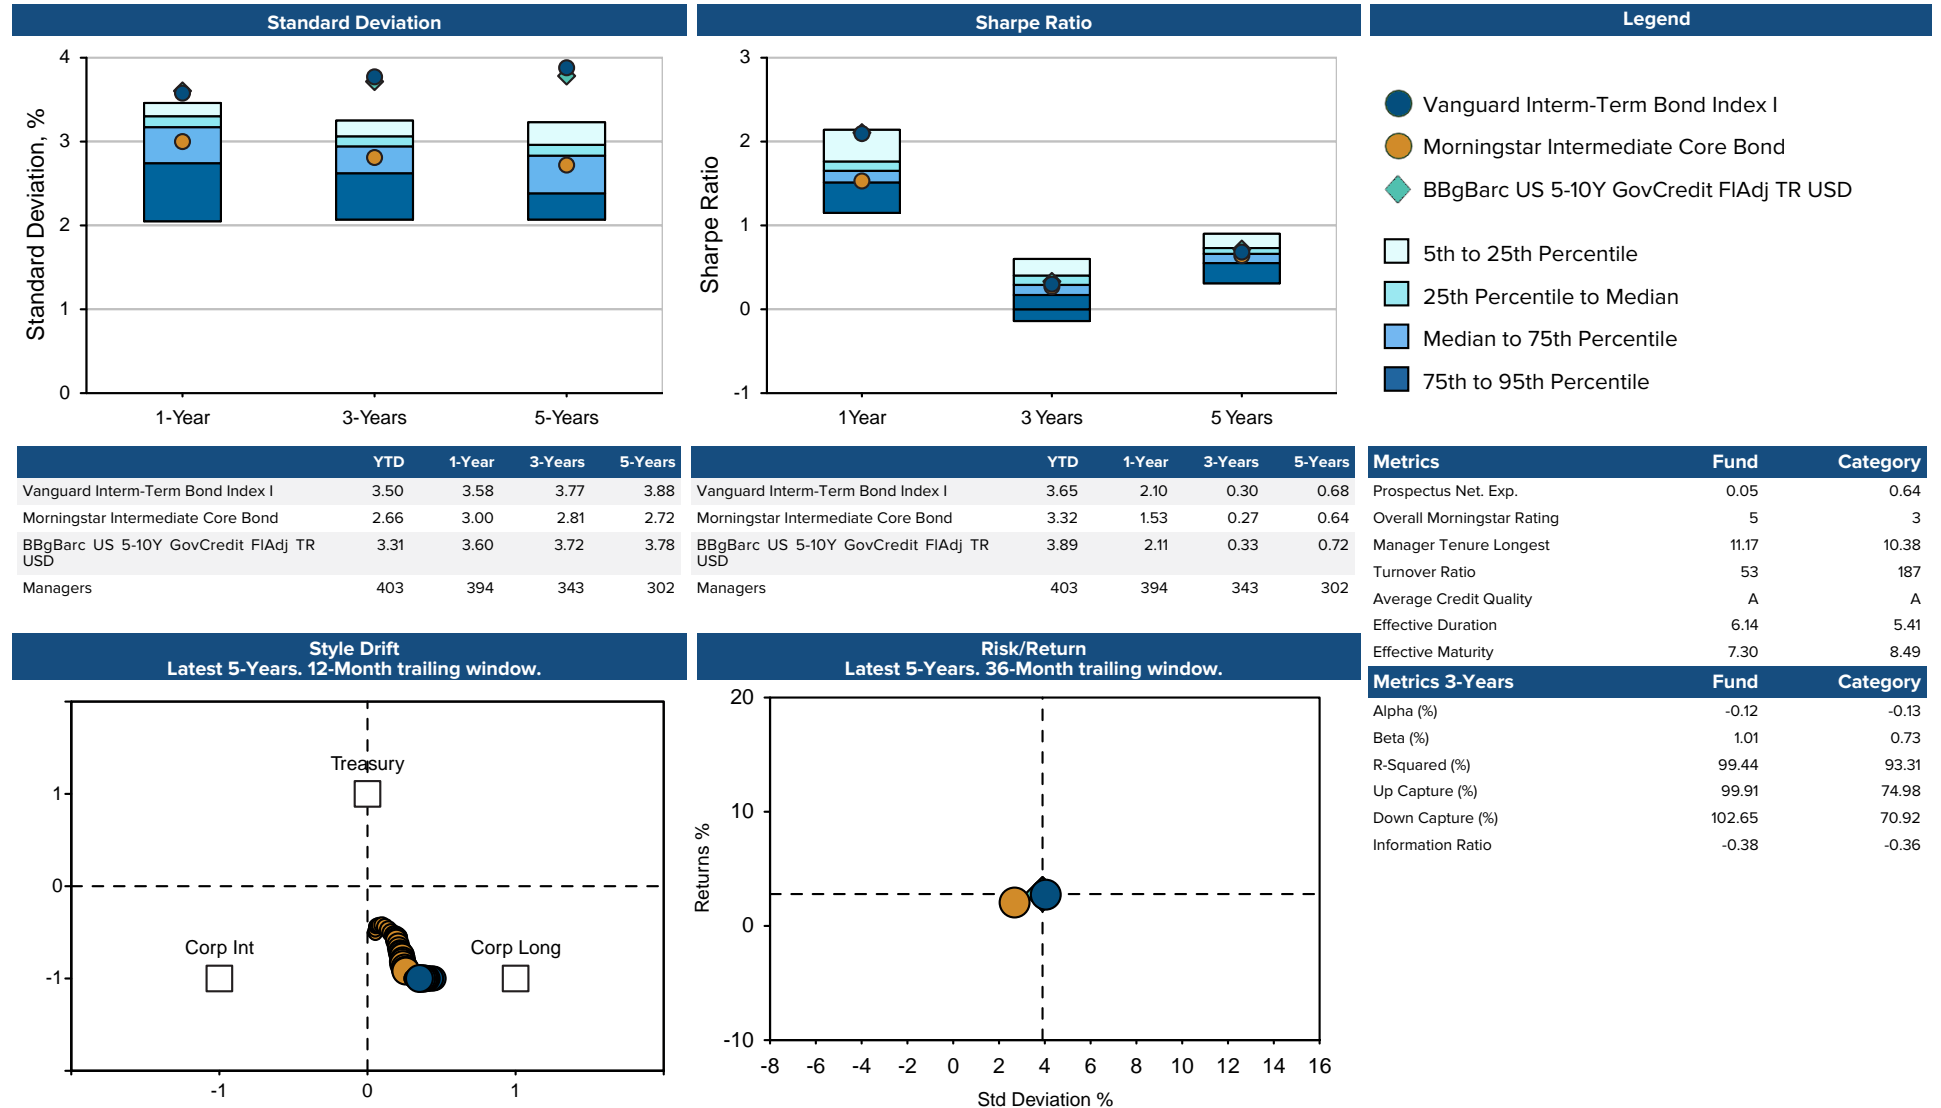 Standard Deviation
4
3
2
1
0
Standard Deviation, %
1-Year
3-Years
5-Years
Sharpe Ratio
3
2
1
0
-1
Sharpe Ratio
1 Year
3 Years
5 Years
Legend
Vanguard Interm-Term Bond Index I
Morningstar Intermediate Core Bond
BBgBarc US 5-10Y GovCredit FlAdj TR USD
5th to 25th Percentile
25th Percentile to Median
Median to 75th Percentile
75th to 95th Percentile
YTD 1-Year 3-Years 5-Years
Vanguard Interm-Term Bond Index I 3.50 3.58 3.77 3.88
Morningstar Intermediate Core Bond 2.66 3.00 2.81 2.72
BBgBarc US 5-10Y GovCredit FlAdj TR 3.31 3.60 3.72 3.78
USD
Managers 403 394 343 302
YTD 1-Year 3-Years 5-Years
Vanguard Interm-Term Bond Index I 3.65 2.10 0.30 0.68
Morningstar Intermediate Core Bond 3.32 1.53 0.27 0.64
BBgBarc US 5-10Y GovCredit FlAdj TR 3.89 2.11 0.33 0.72
USD
Managers 403 394 343 302
Metrics Fund Category
Prospectus Net. Exp. 0.05 0.64
Overall Morningstar Rating 5 3
Manager Tenure Longest 11.17 10.38
Turnover Ratio 53 187
Average Credit Quality A A
Effective Duration 6.14 5.41
Effective Maturity 7.30 8.49
Metrics 3-Years Fund Category
Alpha (%) -0.12 -0.13
Beta (%) 1.01 0.73
R-Squared (%) 99.44 93.31
Up Capture (%) 99.91 74.98
Down Capture (%) 102.65 70.92
Information Ratio -0.38 -0.36
Style Drift
Latest 5-Years. 12-Month trailing window.
Treasury
1
0
Corp Int
Corp Long
-1
-1 0 1
Risk/Return
Latest 5-Years. 36-Month trailing window.
20
10
0
-10
Returns %
-8 -6 -4 -2 0 2 4 6 8 10 12 14 16
Std Deviation %